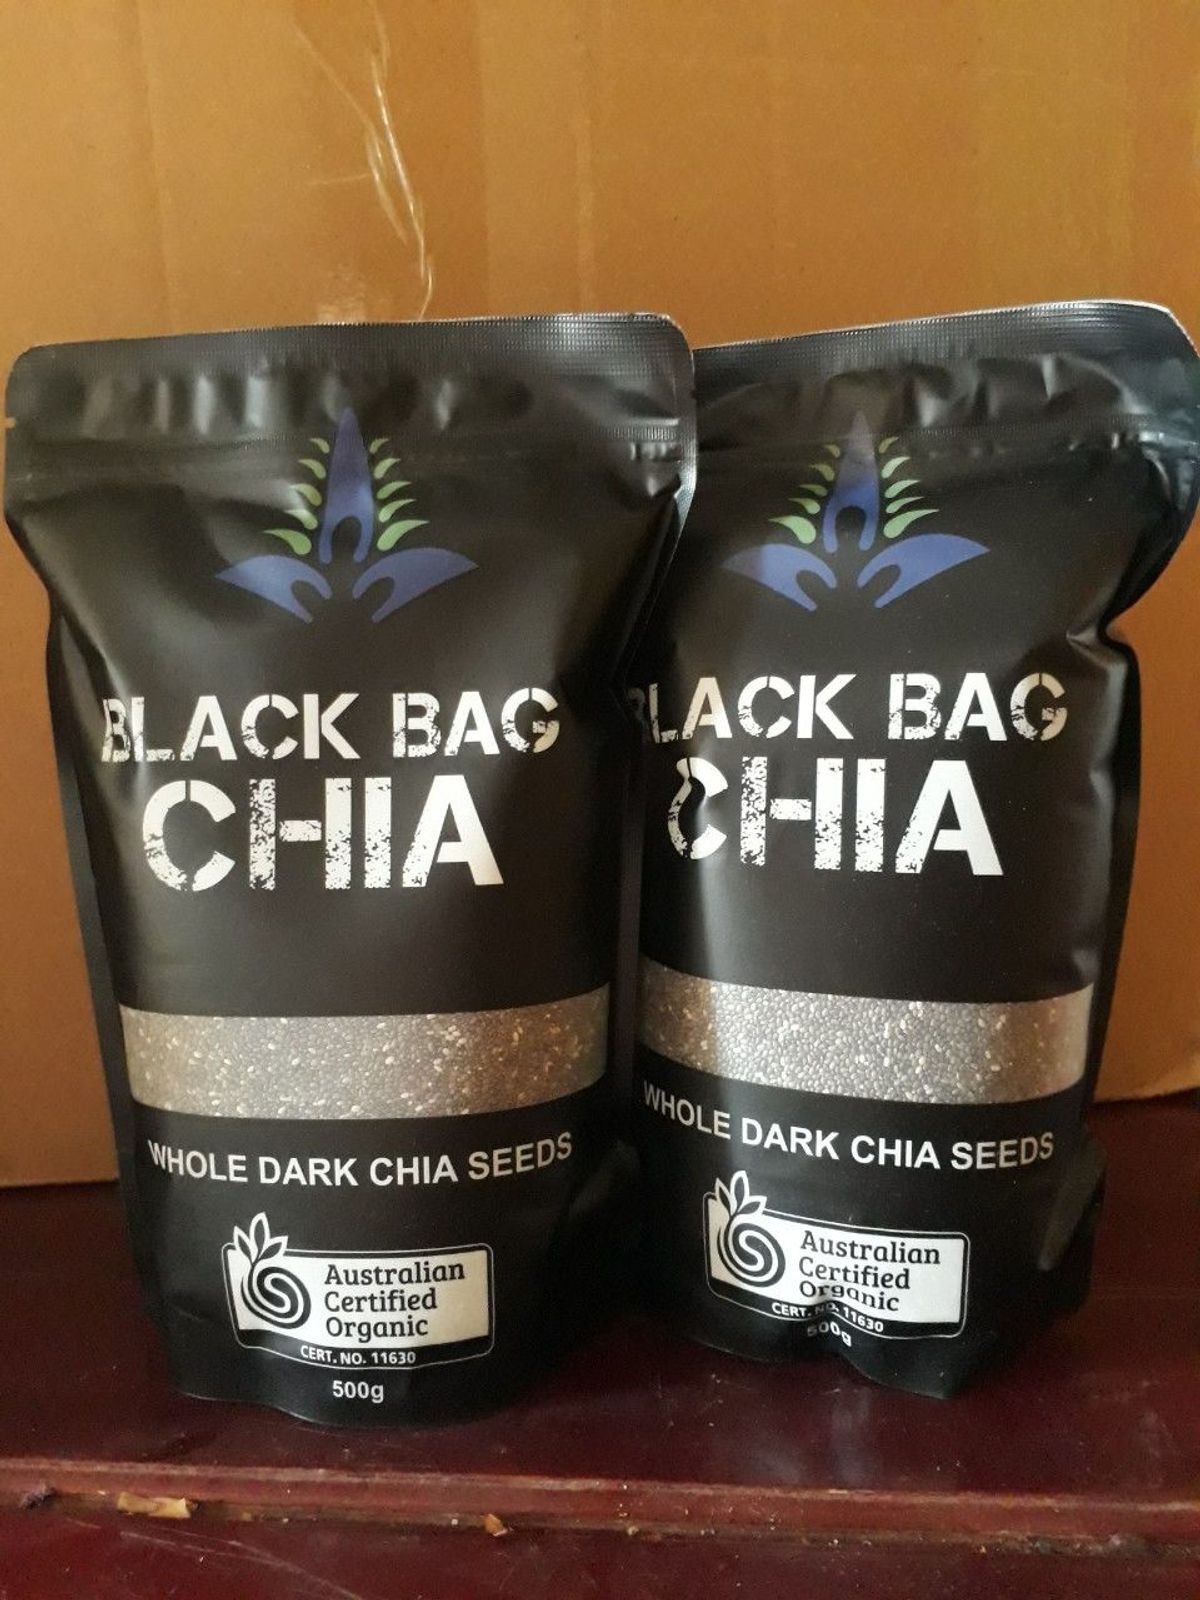 BLACK BAG
CHIA
WHOLE DARK CHIA SEEDS
Australian
Certified
Organic
CERT. NO. 11630
500g
BLACK BAG
CHIA
WHOLE DARK CHIA SEEDS
Australian
Certified
Organic
CERT. NO. 11630
500g